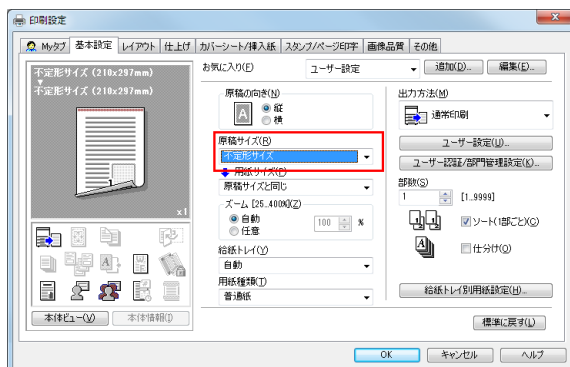 印刷設定
Myタブ 基本設定 レイアウト 仕上げ カバーシート/挿入紙 スタンプ/ページ印字 画像品質 その他
不定形サイズ (210x297mm)
不定形サイズ (210x297mm)
x1
本体ビュー(V) 本体情報(I)
お気に入り(F) ユーザー設定 追加(D)... 編集(E)...
原稿の向き(N)
A
縦
横
原稿サイズ(R)
不定形サイズ
用紙サイズ(P)
原稿サイズと同じ
ズーム [25..400%](Z)
自動
任意
100 %
給紙トレイ(Y)
自動
用紙種類(T)
普通紙
出力方法(M)
通常印刷
ユーザー設定(U)...
ユーザー認証/部門管理設定(K)...
部数(S)
1 [1..9999]
ソート(1部ごと)(C)
仕分け(O)
給紙トレイ別用紙設定(H)...
標準に戻す(L)
OK キャンセル ヘルプ